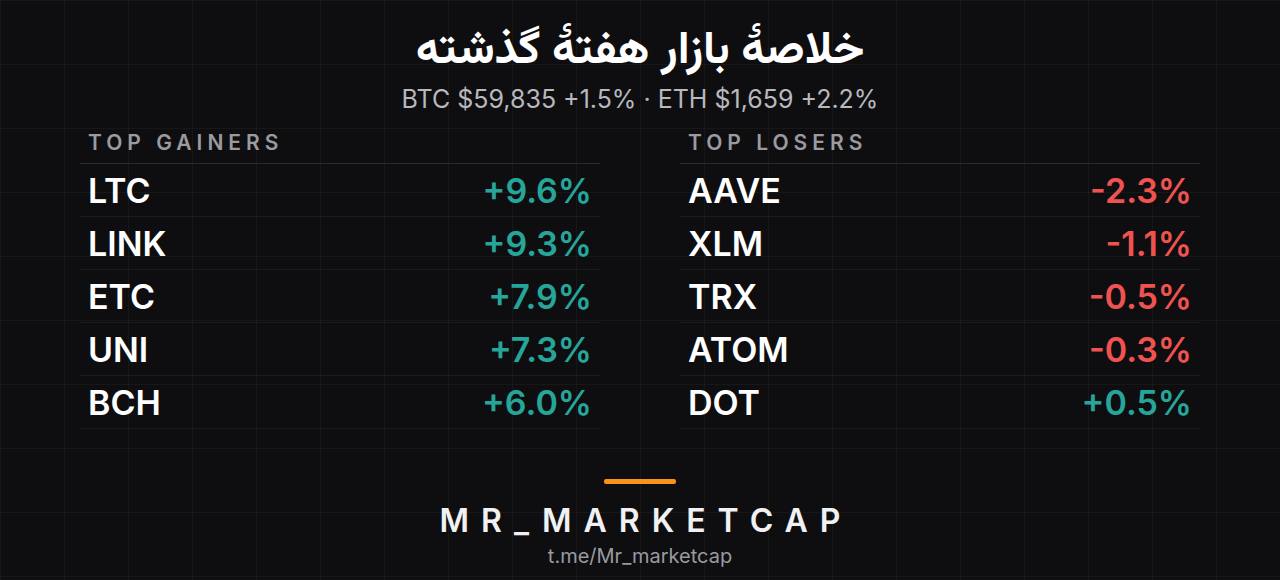 خلاصهٔ بازار هفتهٔ گذشته
BTC $59,835 +1.5% · ETH $1,659 +2.2%
TOP GAINERS
LTC +9.6%
LINK +9.3%
ETC +7.9%
UNI +7.3%
BCH +6.0%
TOP LOSERS
AAVE -2.3%
XLM -1.1%
TRX -0.5%
ATOM -0.3%
DOT +0.5%
MR_MARKETCAP
t.me/Mr_marketcap